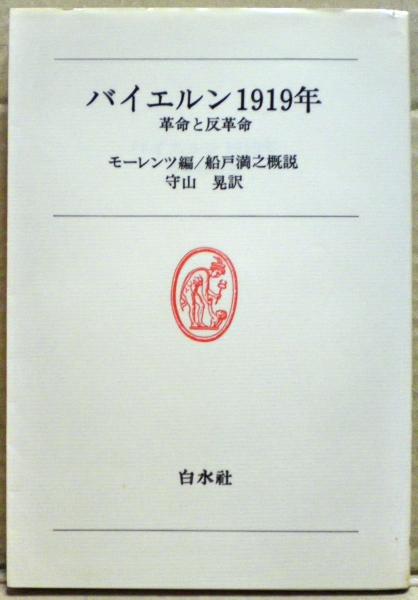 バイエルン1919年
革命と反革命
モーレンツ編/船戸満之概説
守山 晃訳
白水社